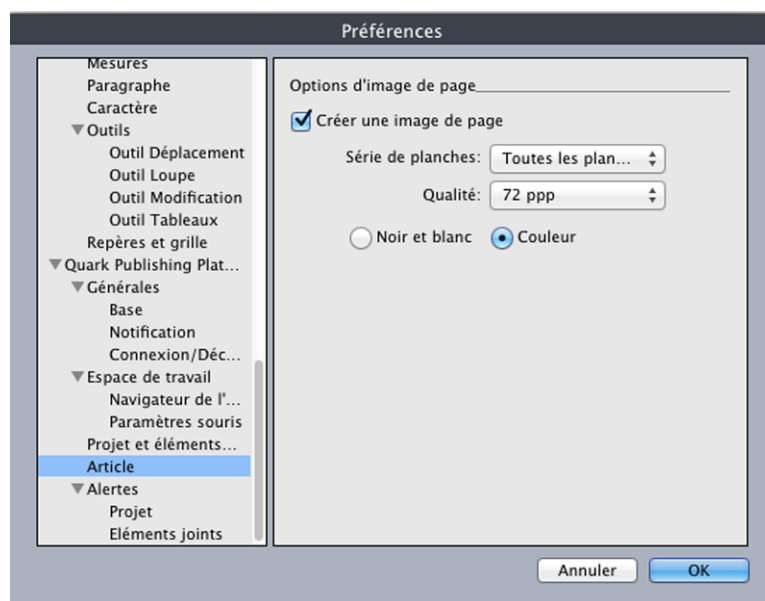 Préférences
Mesures
Paragraphe
Caractère
Outils
Outil Déplacement
Outil Loupe
Outil Modification
Outil Tableaux
Repères et grille
Quark Publishing Plat...
Générales
Base
Notification
Connexion/Déc...
Espace de travail
Navigateur de l'...
Paramètres souris
Projet et éléments...
Article
Alertes
Projet
Eléments joints
Options d'image de page
Créer une image de page
Série de planches: Toutes les plan...
Qualité: 72 ppp
Noir et blanc Couleur
Annuler OK